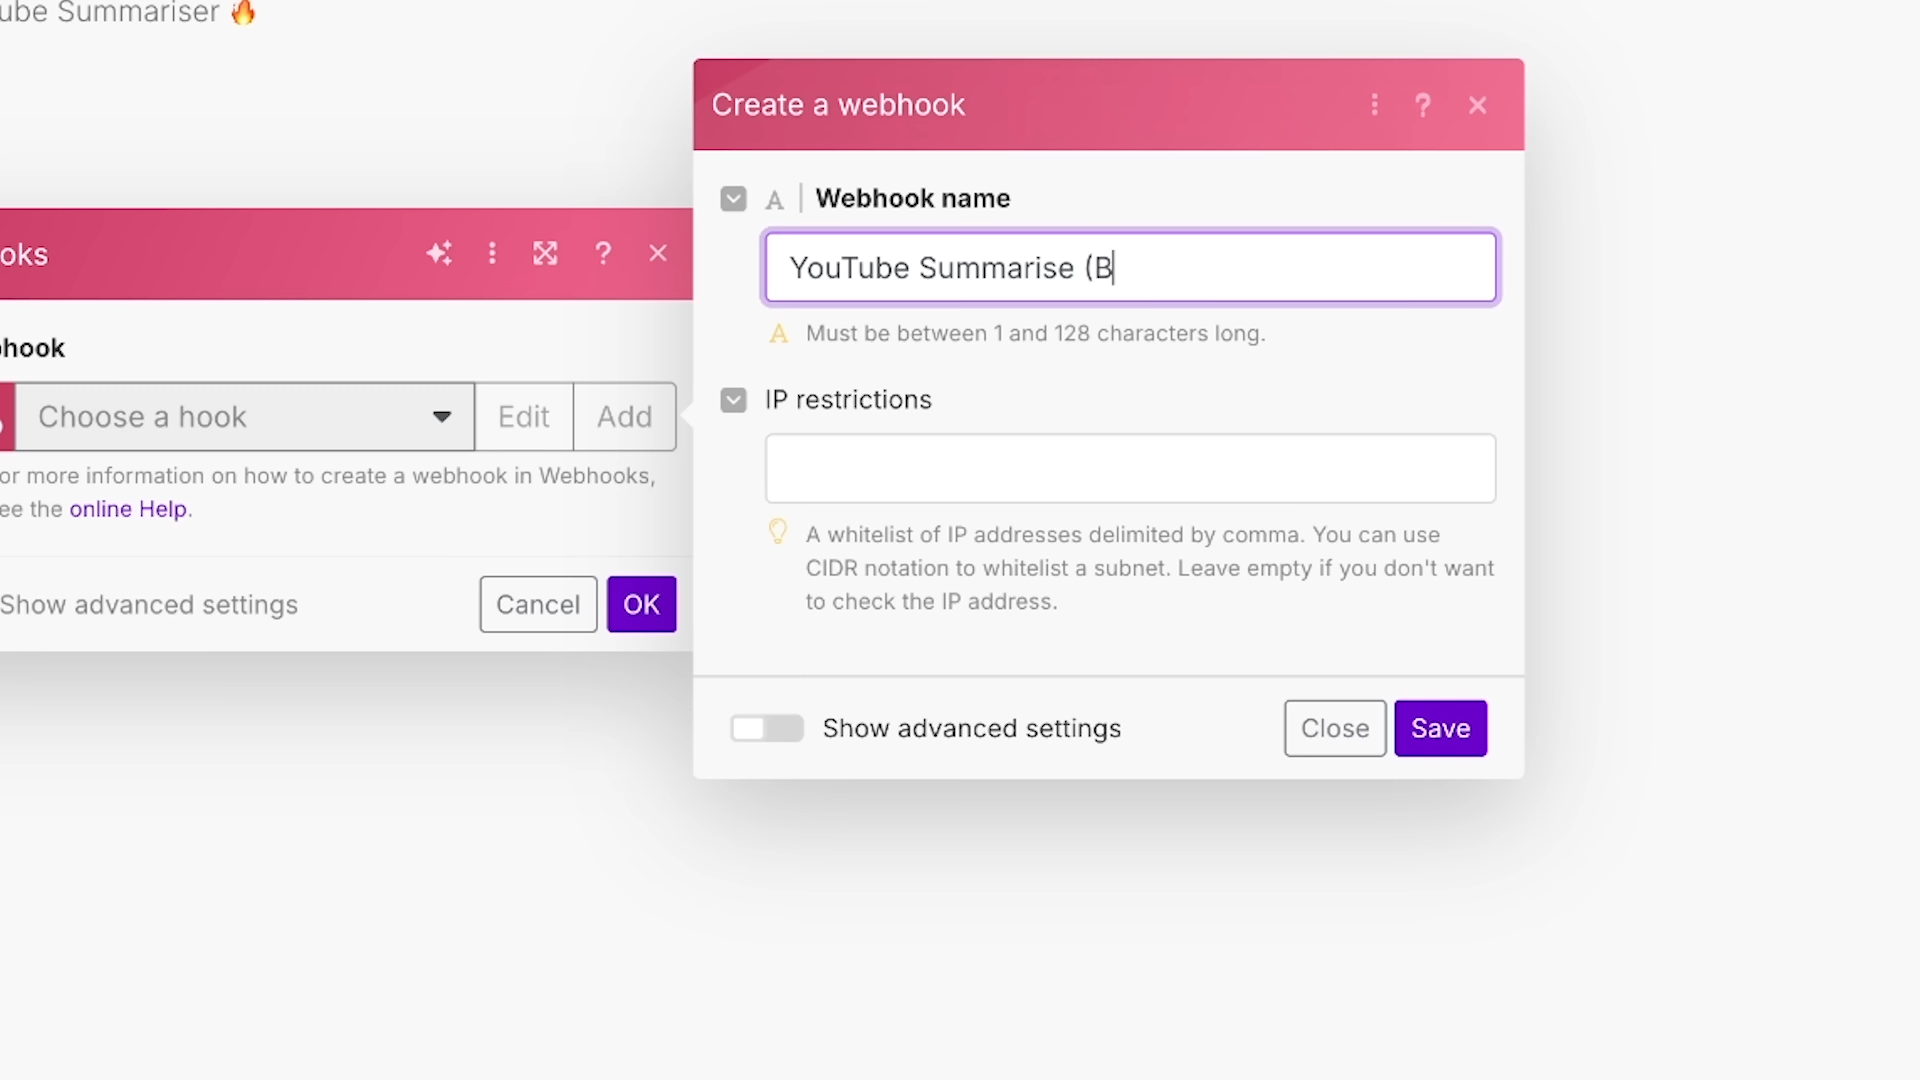 ube Summariser 🔥
Create a webhook
?
Webhook name
YouTube Summarise (B
Must be between 1 and 128 characters long.
IP restrictions
A whitelist of IP addresses delimited by comma. You can use
CIDR notation to whitelist a subnet. Leave empty if you don't want
to check the IP address.
Show advanced settings
Close
Save
oks
?
hook
Choose a hook
Edit
Add
or more information on how to create a webhook in Webhooks,
ee the online Help.
Show advanced settings
Cancel
OK